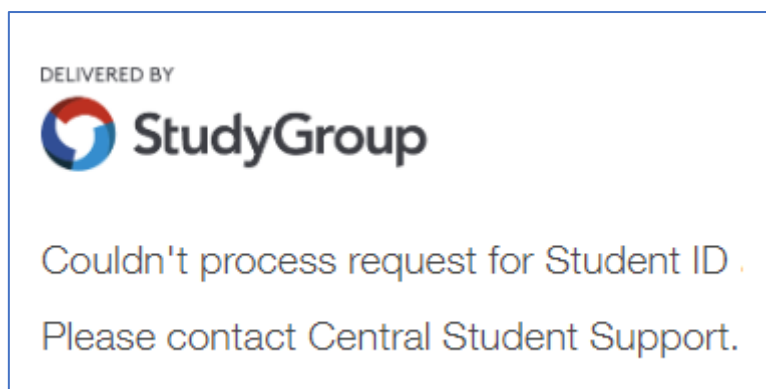 DELIVERED BY
StudyGroup
Couldn't process request for Student ID .
Please contact Central Student Support.